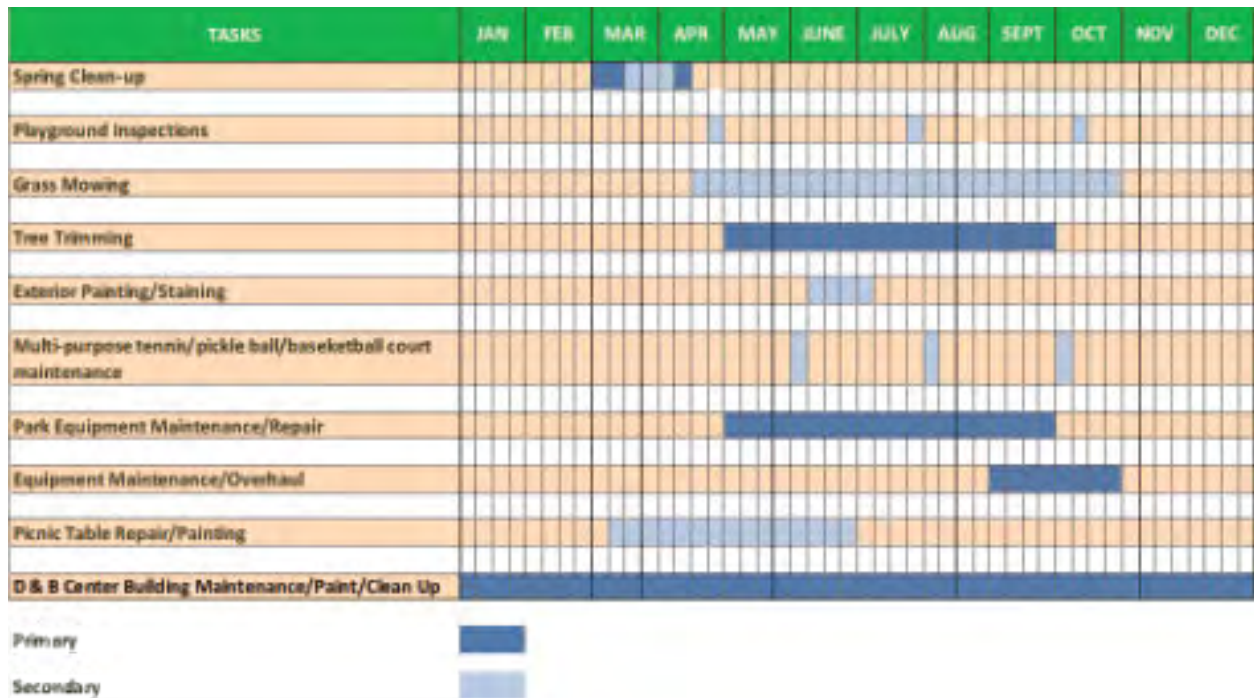 TASKS JAN FEB MAR APR MAY JUNE JULY AUG SEPT OCT NOV DEC
Spring Clean-up
Playground Inspections
Grass Mowing
Tree Trimming
Exterior Painting/Staining
Multi-purpose tennis/pickle ball/baseketball court
maintenance
Park Equipment Maintenance/Repair
Equipment Maintenance/Overhaul
Picnic Table Repair/Painting
D & B Center Building Maintenance/Paint/Clean Up
Primary
Secondary